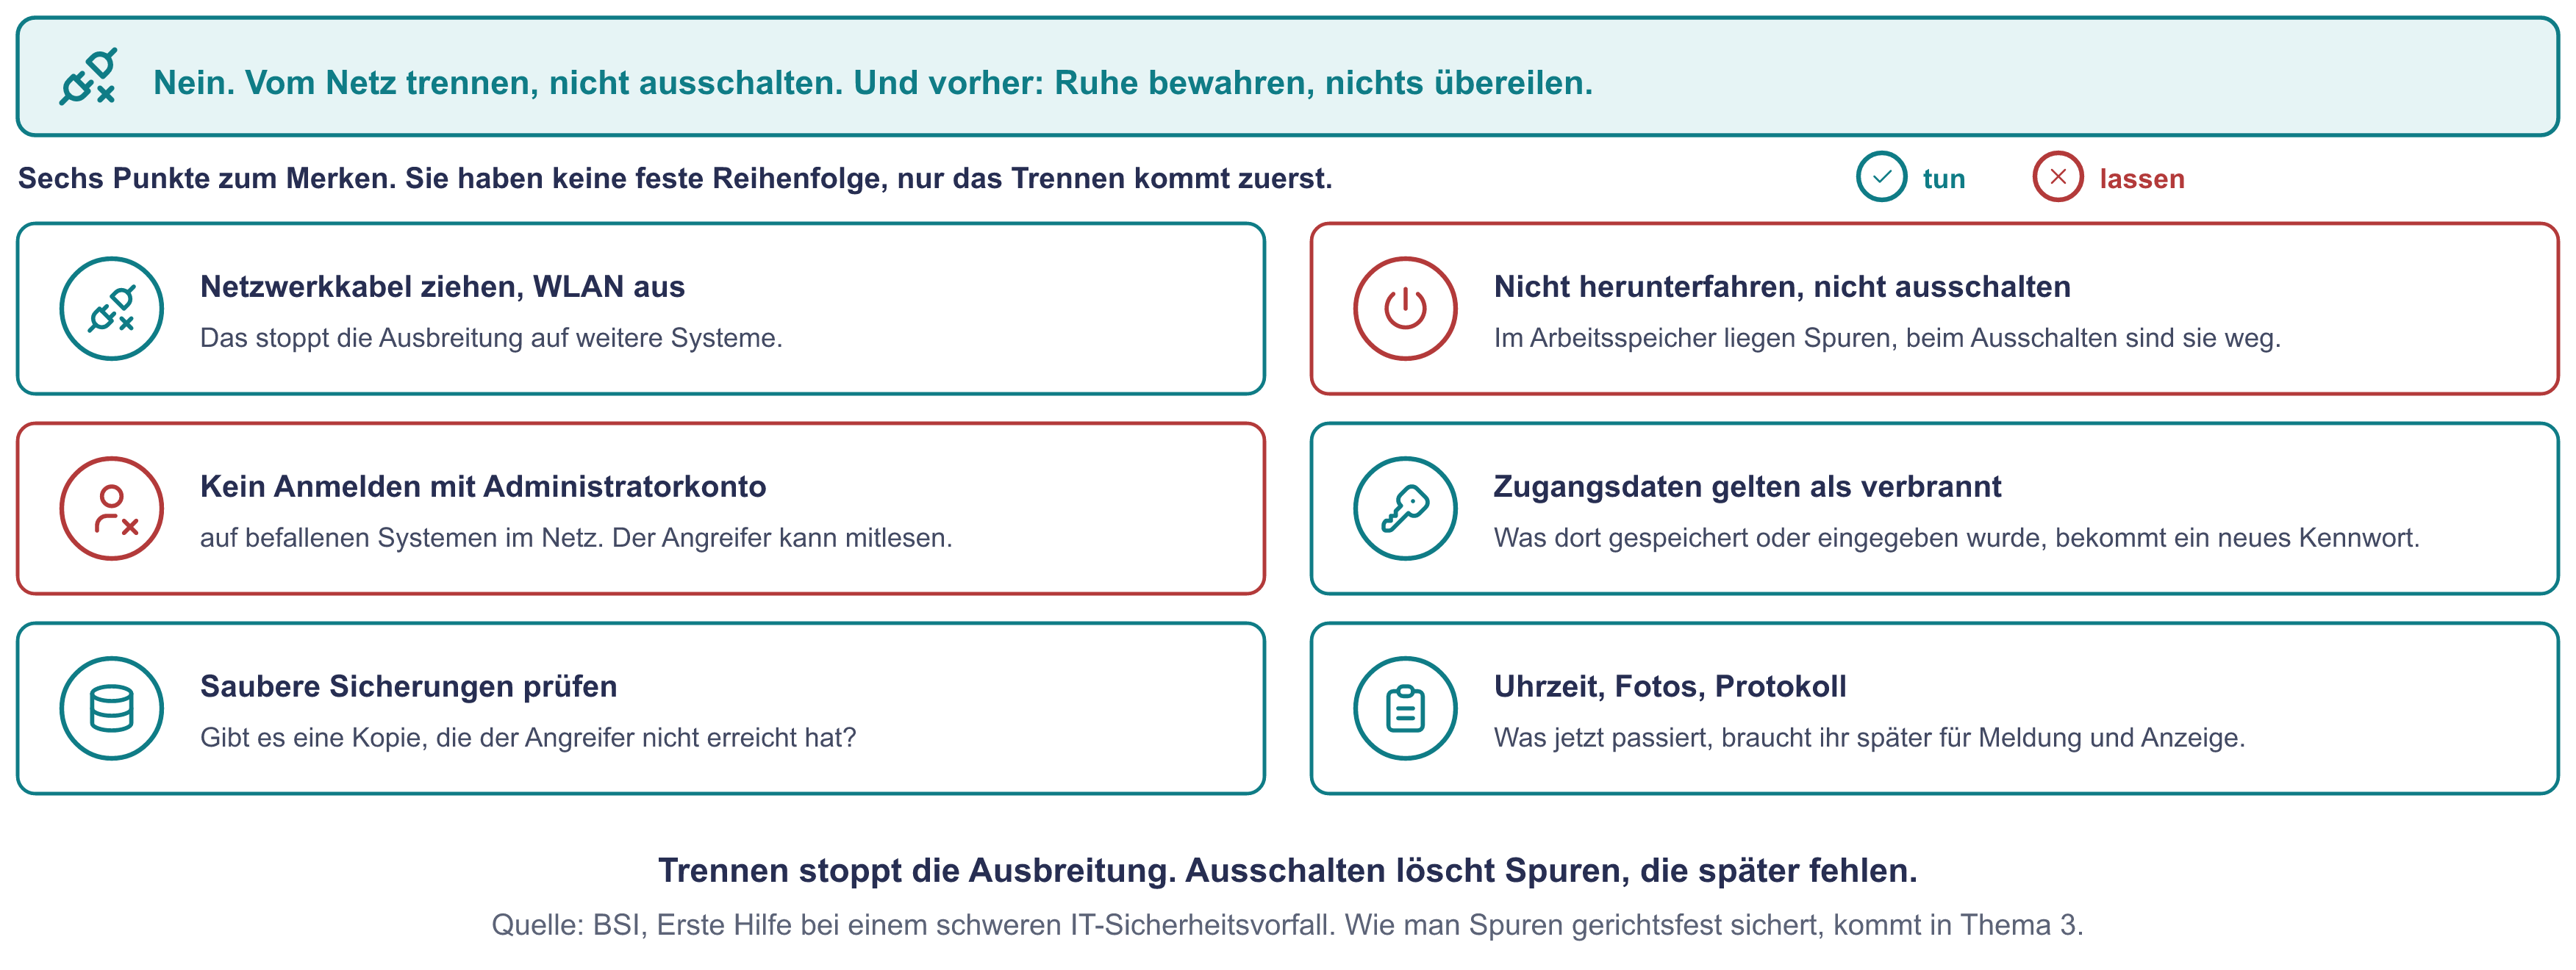 Nein. Vom Netz trennen, nicht ausschalten. Und vorher: Ruhe bewahren, nichts übereilen.
Sechs Punkte zum Merken. Sie haben keine feste Reihenfolge, nur das Trennen kommt zuerst.
tun
lassen
Netzwerkkabel ziehen, WLAN aus
Das stoppt die Ausbreitung auf weitere Systeme.
Nicht herunterfahren, nicht ausschalten
Im Arbeitsspeicher liegen Spuren, beim Ausschalten sind sie weg.
Kein Anmelden mit Administratorkonto
auf befallenen Systemen im Netz. Der Angreifer kann mitlesen.
Zugangsdaten gelten als verbrannt
Was dort gespeichert oder eingegeben wurde, bekommt ein neues Kennwort.
Saubere Sicherungen prüfen
Gibt es eine Kopie, die der Angreifer nicht erreicht hat?
Uhrzeit, Fotos, Protokoll
Was jetzt passiert, braucht ihr später für Meldung und Anzeige.
Trennen stoppt die Ausbreitung. Ausschalten löscht Spuren, die später fehlen.
Quelle: BSI, Erste Hilfe bei einem schweren IT-Sicherheitsvorfall. Wie man Spuren gerichtsfest sichert, kommt in Thema 3.